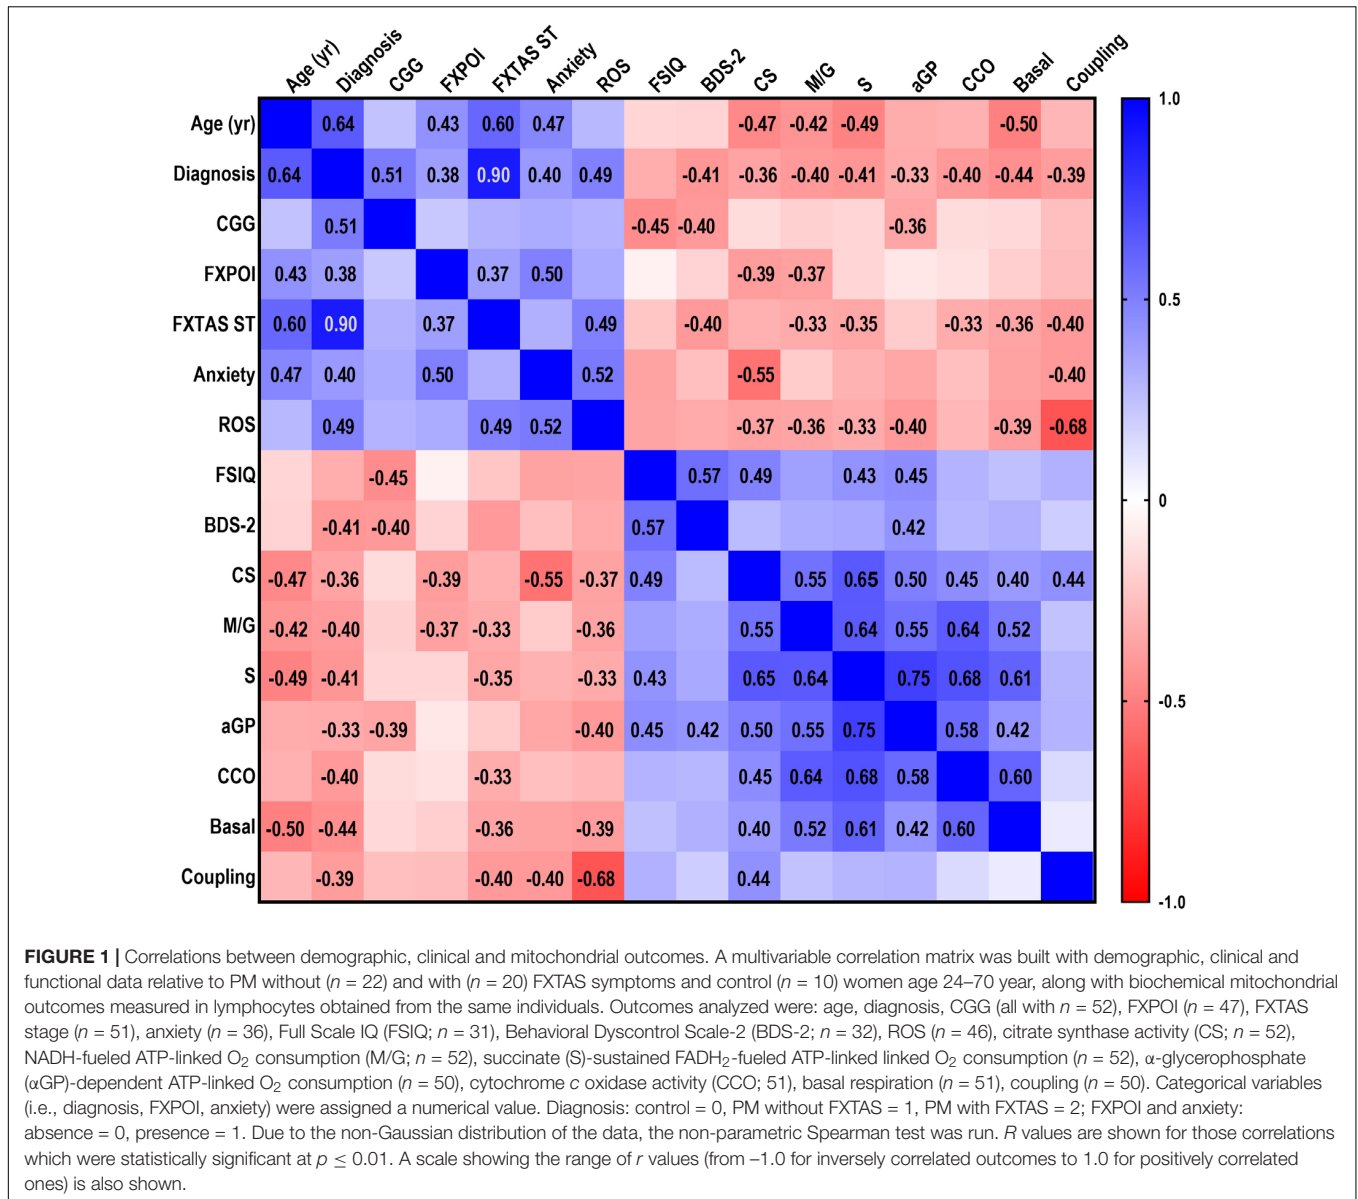 Age (yr) Diagnosis CGG FXPOI FXTAS ST Anxiety ROS FSIQ BDS-2 CS M/G S aGP CCO Basal Coupling
Age (yr) 0.64 0.43 0.60 0.47 -0.47 -0.42 -0.49 -0.50
Diagnosis 0.64 0.51 0.38 0.90 0.40 0.49 -0.41 -0.36 -0.40 -0.41 -0.33 -0.40 -0.44 -0.39
CGG 0.51 -0.45 -0.40 -0.36
FXPOI 0.43 0.38 0.37 0.50 -0.39 -0.37
FXTAS ST 0.60 0.90 0.37 0.49 -0.40 -0.33 -0.35 -0.33 -0.36 -0.40
Anxiety 0.47 0.40 0.50 0.52 -0.55 -0.40
ROS 0.49 0.49 0.52 -0.37 -0.36 -0.33 -0.40 -0.39 -0.68
FSIQ -0.45 0.57 0.49 0.43 0.45
BDS-2 -0.41 -0.40 0.57 0.42
CS -0.47 -0.36 -0.39 -0.55 -0.37 0.49 0.55 0.65 0.50 0.45 0.40 0.44
M/G -0.42 -0.40 -0.37 -0.33 -0.36 0.55 0.64 0.55 0.64 0.52
S -0.49 -0.41 -0.35 -0.33 0.43 0.65 0.64 0.75 0.68 0.61
aGP -0.33 -0.39 -0.40 0.45 0.42 0.50 0.55 0.75 0.58 0.42
CCO -0.40 -0.33 0.45 0.64 0.68 0.58 0.60
Basal -0.50 -0.44 -0.36 -0.39 0.40 0.52 0.61 0.42 0.60
Coupling -0.39 -0.40 -0.40 -0.68 0.44
1.0
0.5
0
-0.5
-1.0
FIGURE 1 | Correlations between demographic, clinical and mitochondrial outcomes. A multivariable correlation matrix was built with demographic, clinical and
functional data relative to PM without (n = 22) and with (n = 20) FXTAS symptoms and control (n = 10) women age 24–70 year, along with biochemical mitochondrial
outcomes measured in lymphocytes obtained from the same individuals. Outcomes analyzed were: age, diagnosis, CGG (all with n = 52), FXPOI (n = 47), FXTAS
stage (n = 51), anxiety (n = 36), Full Scale IQ (FSIQ; n = 31), Behavioral Dyscontrol Scale-2 (BDS-2; n = 32), ROS (n = 46), citrate synthase activity (CS; n = 52),
NADH-fueled ATP-linked O₂ consumption (M/G; n = 52), succinate (S)-sustained FADH₂-fueled ATP-linked linked O₂ consumption (n = 52), α-glycerophosphate
(αGP)-dependent ATP-linked O₂ consumption (n = 50), cytochrome c oxidase activity (CCO; 51), basal respiration (n = 51), coupling (n = 50). Categorical variables
(i.e., diagnosis, FXPOI, anxiety) were assigned a numerical value. Diagnosis: control = 0, PM without FXTAS = 1, PM with FXTAS = 2; FXPOI and anxiety:
absence = 0, presence = 1. Due to the non-Gaussian distribution of the data, the non-parametric Spearman test was run. R values are shown for those correlations
which were statistically significant at p ≤ 0.01. A scale showing the range of r values (from –1.0 for inversely correlated outcomes to 1.0 for positively correlated
ones) is also shown.